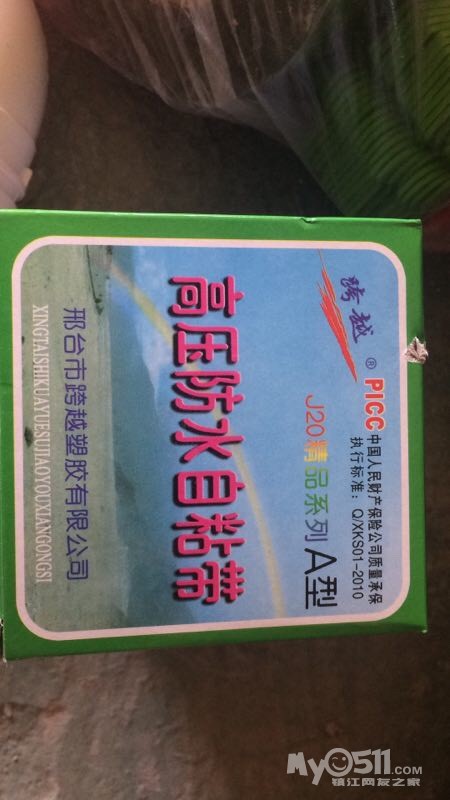 跨越
®
PICC 中国人民财产保险公司质量承保
执行标准：Q/XKS01-2010
J20精品系列 A型
高压防水自粘带
邢台市跨越塑胶有限公司
XINGTAISHIKUAYUESUJIAOYOUXIANGONGSI
My0511.com
镇江网友之家